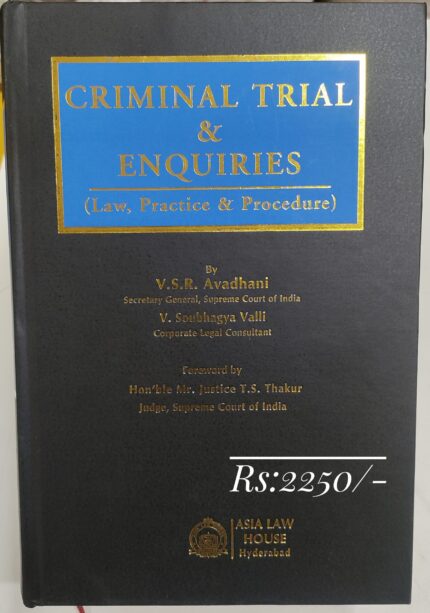 CRIMINAL TRIAL
&
ENQUIRIES
(Law, Practice & Procedure)
By
V.S.R. Avadhani
Secretary General, Supreme Court of India
V. Soubhagya Valli
Corporate Legal Consultant
Foreword by
Hon'ble Mr. Justice T.S. Thakur
Judge, Supreme Court of India
Rs:2250/-
ASIA LAW
HOUSE
Hyderabad